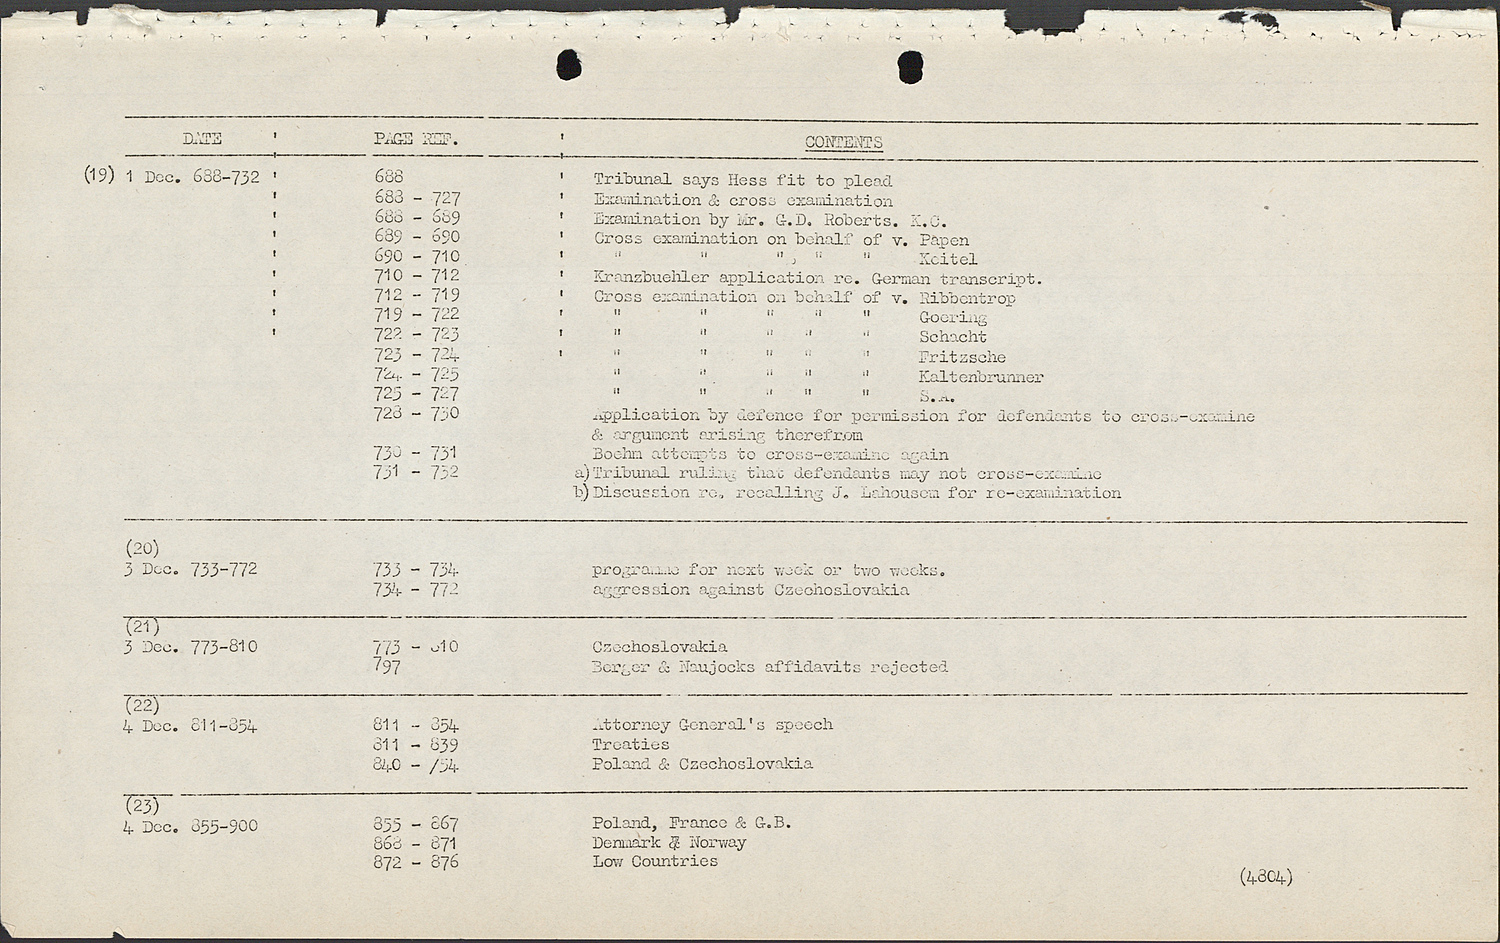 DATE ' PAGE REF. ' CONTENTS
(19) 1 Dec. 688-732 ' 688 ' Tribunal says Hess fit to plead
' 688 - 727 ' Examination & cross examination
' 688 - 689 ' Examination by Mr. G.D. Roberts. K.C.
' 689 - 690 ' Cross examination on behalf of v. Papen
' 690 - 710 ' " " " " " Keitel
' 710 - 712 ' Kranzbuehler application re. German transcript.
' 712 - 719 ' Cross examination on behalf of v. Ribbentrop
' 719 - 722 ' " " " " " Goering
' 722 - 723 ' " " " " " Schacht
723 - 724 ' " " " " " Fritzsche
724 - 725 " " " " " Kaltenbrunner
725 - 727 " " " " " S.A.
728 - 730 Application by defence for permission for defendants to cross-examine
& argument arising therefrom
730 - 731 Boehm attempts to cross-examine again
731 - 732 a) Tribunal ruling that defendants may not cross-examine
b) Discussion re. recalling J. Lahousem for re-examination
(20)
3 Dec. 733-772 733 - 734 programme for next week or two weeks.
734 - 772 aggression against Czechoslovakia
(21)
3 Dec. 773-810 773 - 810 Czechoslovakia
797 Berger & Naujocks affidavits rejected
(22)
4 Dec. 811-854 811 - 854 Attorney General's speech
811 - 839 Treaties
840 - /54 Poland & Czechoslovakia
(23)
4 Dec. 855-900 855 - 867 Poland, France & G.B.
868 - 871 Denmark & Norway
872 - 876 Low Countries
(4804)